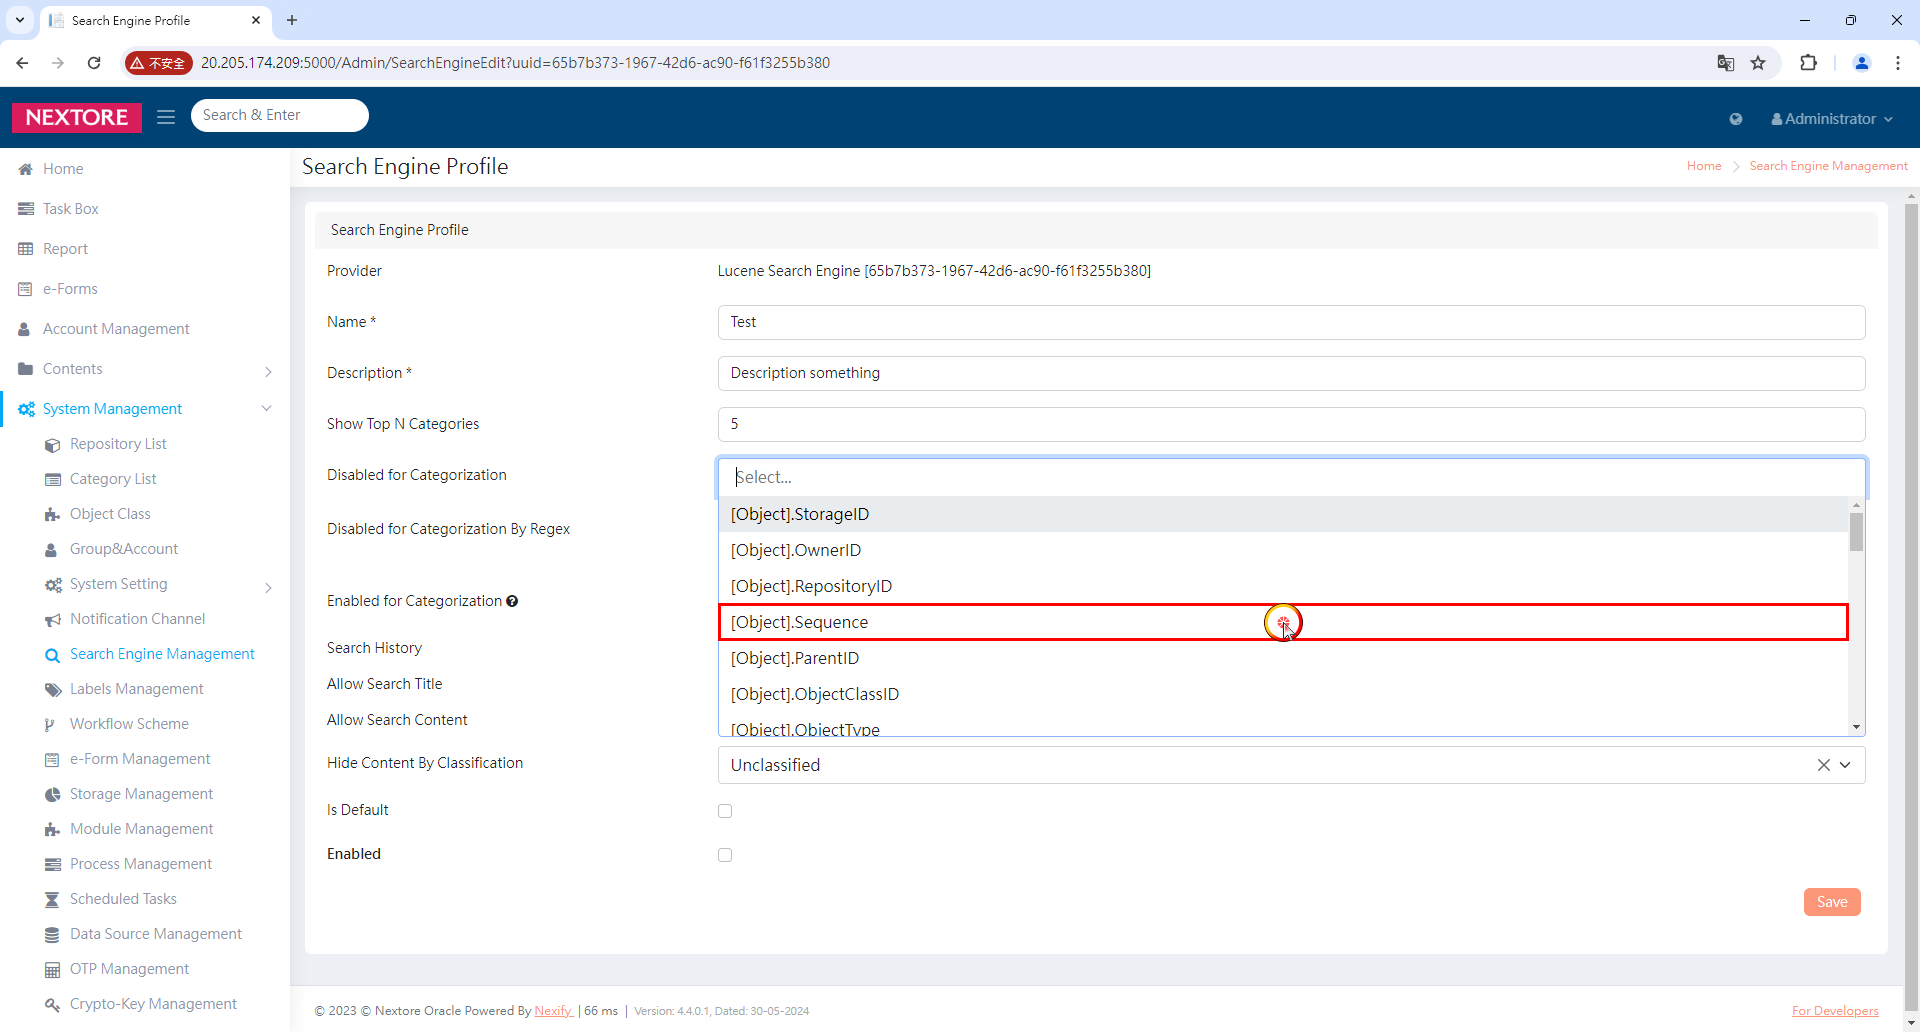 Search Engine Profile
不安全
20.205.174.209:5000/Admin/SearchEngineEdit?uuid=65b7b373-1967-42d6-ac90-f61f3255b380
NEXTORE
Search & Enter
Administrator
Home
Task Box
Report
e-Forms
Account Management
Contents
System Management
Repository List
Category List
Object Class
Group&Account
System Setting
Notification Channel
Search Engine Management
Labels Management
Workflow Scheme
e-Form Management
Storage Management
Module Management
Process Management
Scheduled Tasks
Data Source Management
OTP Management
Crypto-Key Management
Search Engine Profile
Home
Search Engine Management
Search Engine Profile
Provider
Lucene Search Engine [65b7b373-1967-42d6-ac90-f61f3255b380]
Name *
Test
Description *
Description something
Show Top N Categories
5
Disabled for Categorization
Select...
[Object].StorageID
[Object].OwnerID
[Object].RepositoryID
[Object].Sequence
[Object].ParentID
[Object].ObjectClassID
[Object].ObjectType
Disabled for Categorization By Regex
Enabled for Categorization
Search History
Allow Search Title
Allow Search Content
Hide Content By Classification
Unclassified
Is Default
Enabled
Save
© 2023 © Nextore Oracle Powered By Nexify | 66 ms | Version: 4.4.0.1, Dated: 30-05-2024
For Developers